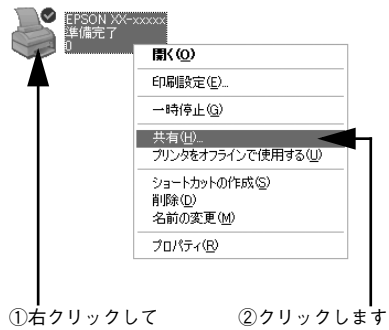 EPSON XX-xxxxx
準備完了
0
開く(O)
印刷設定(E)...
一時停止(G)
共有(H)...
プリンタをオフラインで使用する(U)
ショートカットの作成(S)
削除(D)
名前の変更(M)
プロパティ(R)
①右クリックして
②クリックします